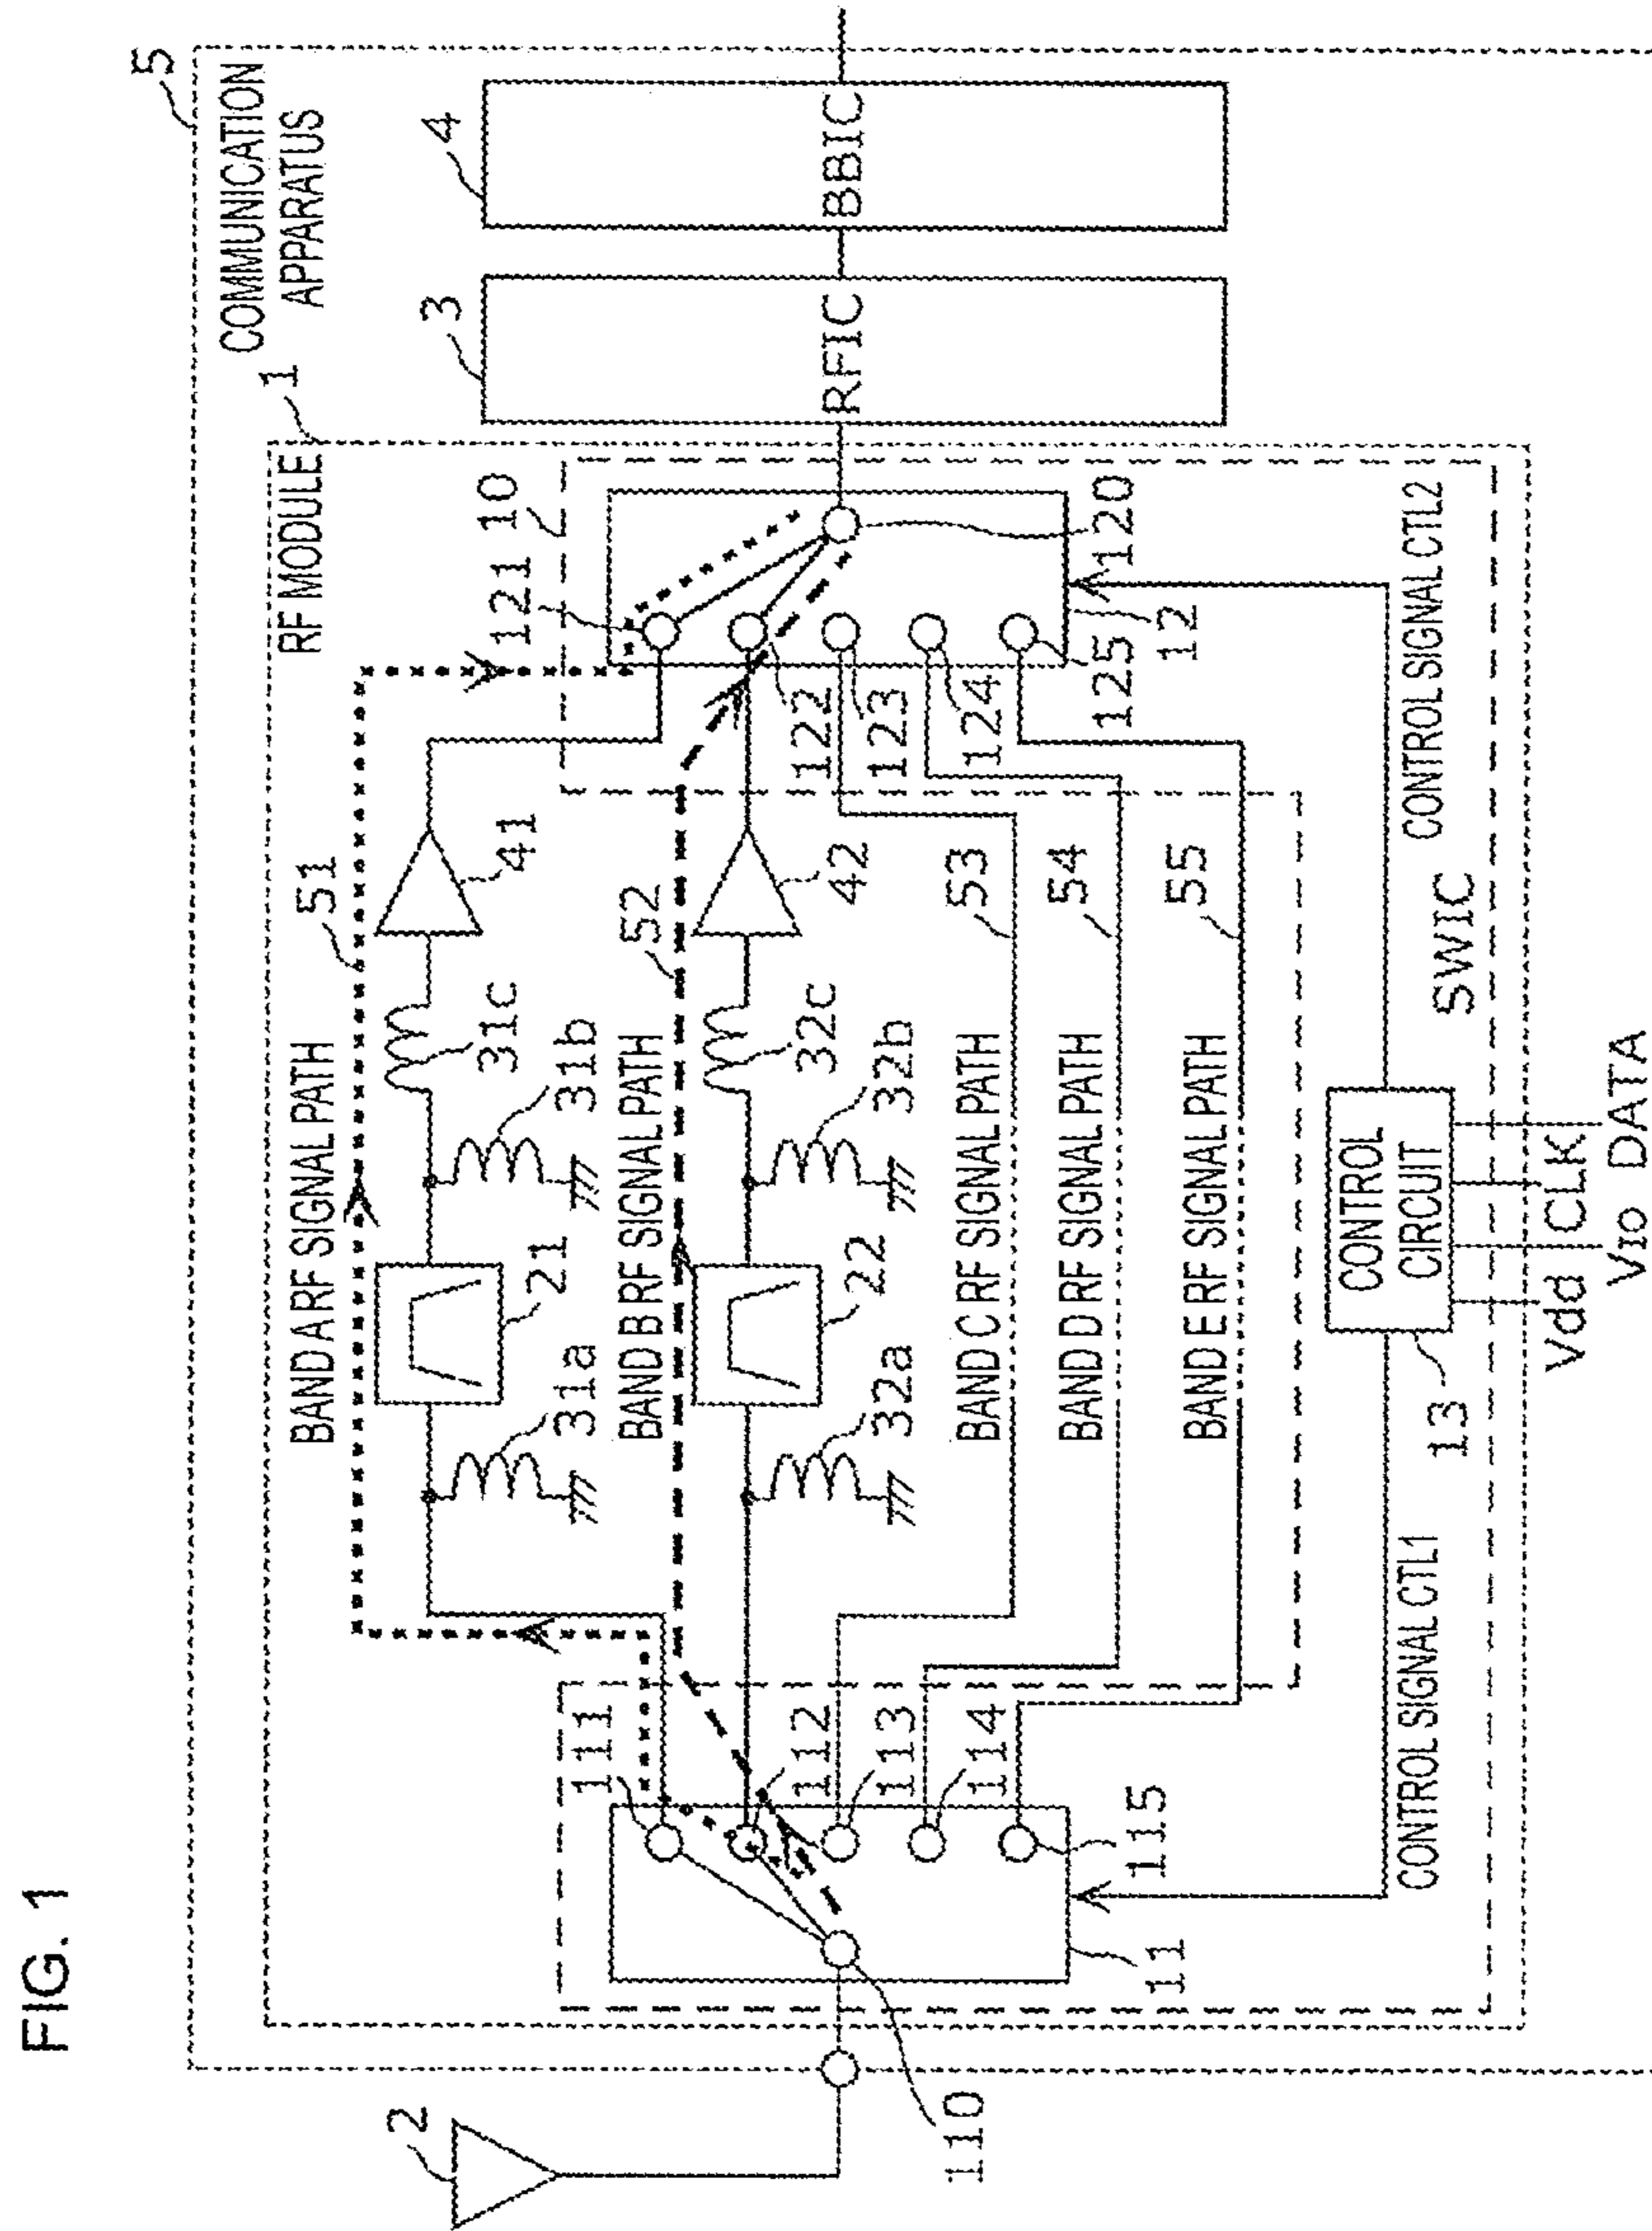 FIG. 1
5
COMMUNICATION
APPARATUS
1
RF MODULE
51
BAND A RF SIGNAL PATH
10
121
3
4
2
31a
21
31b
31c
41
52
BAND B RF SIGNAL PATH
111
32a
22
32b
32c
42
112
122
RFIC
BBIC
113
123
53
BAND C RF SIGNAL PATH
110
114
124
54
BAND D RF SIGNAL PATH
120
115
125
55
BAND E RF SIGNAL PATH
11
12
CONTROL SIGNAL CTL1
CONTROL
CIRCUIT
CONTROL SIGNAL CTL2
13
SWIC
Vdd CLK
VIO DATA